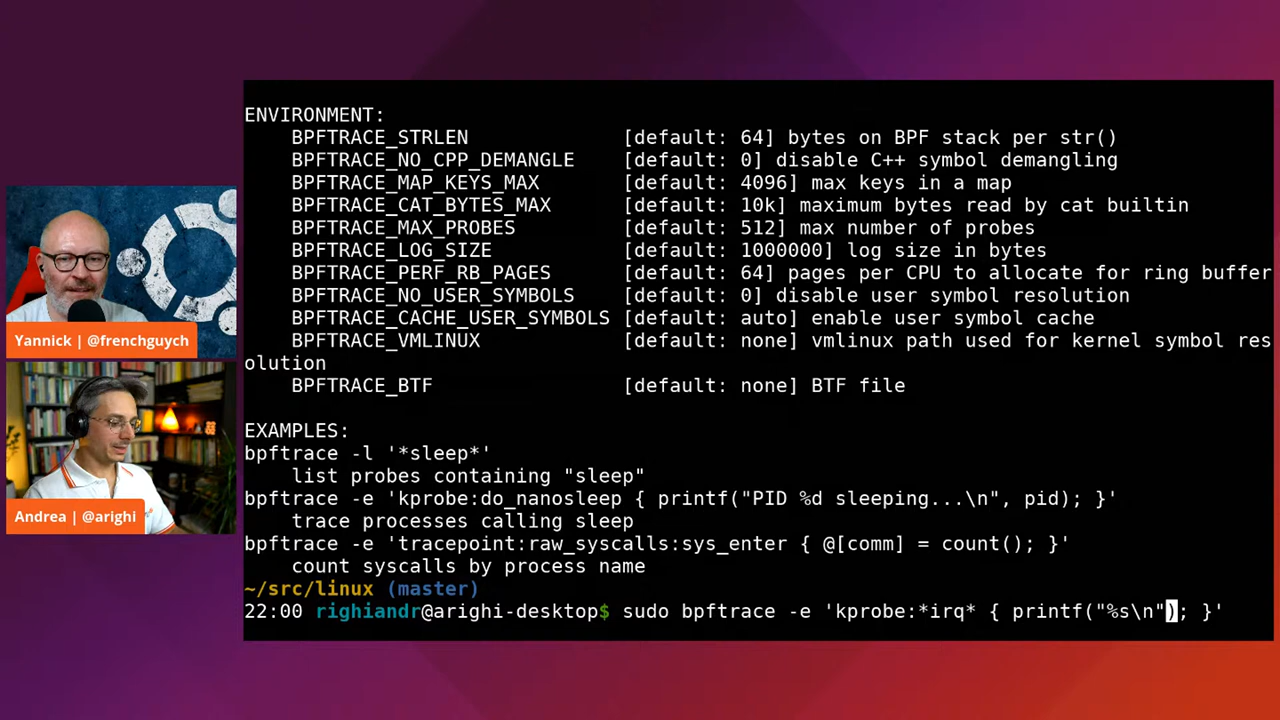 ENVIRONMENT:
BPFTRACE_STRLEN [default: 64] bytes on BPF stack per str()
BPFTRACE_NO_CPP_DEMANGLE [default: 0] disable C++ symbol demangling
BPFTRACE_MAP_KEYS_MAX [default: 4096] max keys in a map
BPFTRACE_CAT_BYTES_MAX [default: 10k] maximum bytes read by cat builtin
BPFTRACE_MAX_PROBES [default: 512] max number of probes
BPFTRACE_LOG_SIZE [default: 1000000] log size in bytes
BPFTRACE_PERF_RB_PAGES [default: 64] pages per CPU to allocate for ring buffer
BPFTRACE_NO_USER_SYMBOLS [default: 0] disable user symbol resolution
BPFTRACE_CACHE_USER_SYMBOLS [default: auto] enable user symbol cache
BPFTRACE_VMLINUX [default: none] vmlinux path used for kernel symbol res
olution
BPFTRACE_BTF [default: none] BTF file
EXAMPLES:
bpftrace -l '*sleep*'
list probes containing "sleep"
bpftrace -e 'kprobe:do_nanosleep { printf("PID %d sleeping...\n", pid); }'
trace processes calling sleep
bpftrace -e 'tracepoint:raw_syscalls:sys_enter { @[comm] = count(); }'
count syscalls by process name
~/src/linux (master)
22:00 righiandr@arighi-desktop$ sudo bpftrace -e 'kprobe:*irq* { printf("%s\n"); }'
Yannick | @frenchguych
Andrea | @arighi